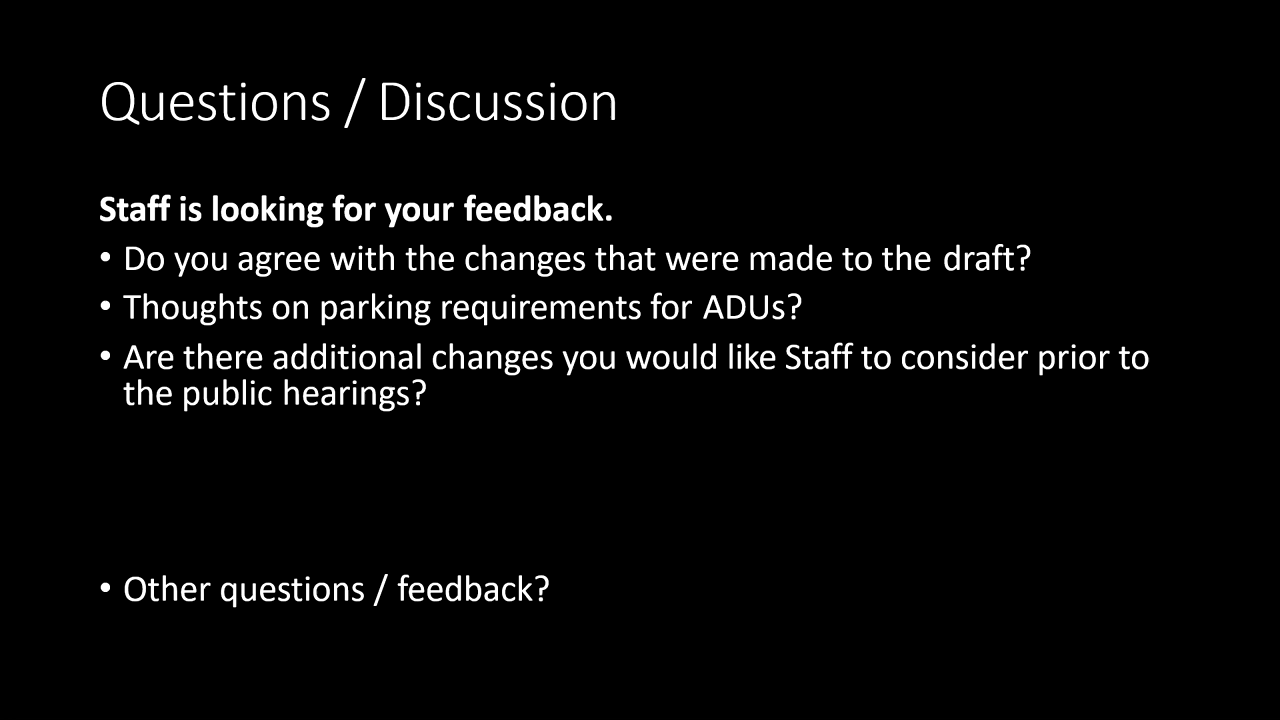 Questions / Discussion
Staff is looking for your feedback.
• Do you agree with the changes that were made to the draft?
• Thoughts on parking requirements for ADUs?
• Are there additional changes you would like Staff to consider prior to
the public hearings?
• Other questions / feedback?